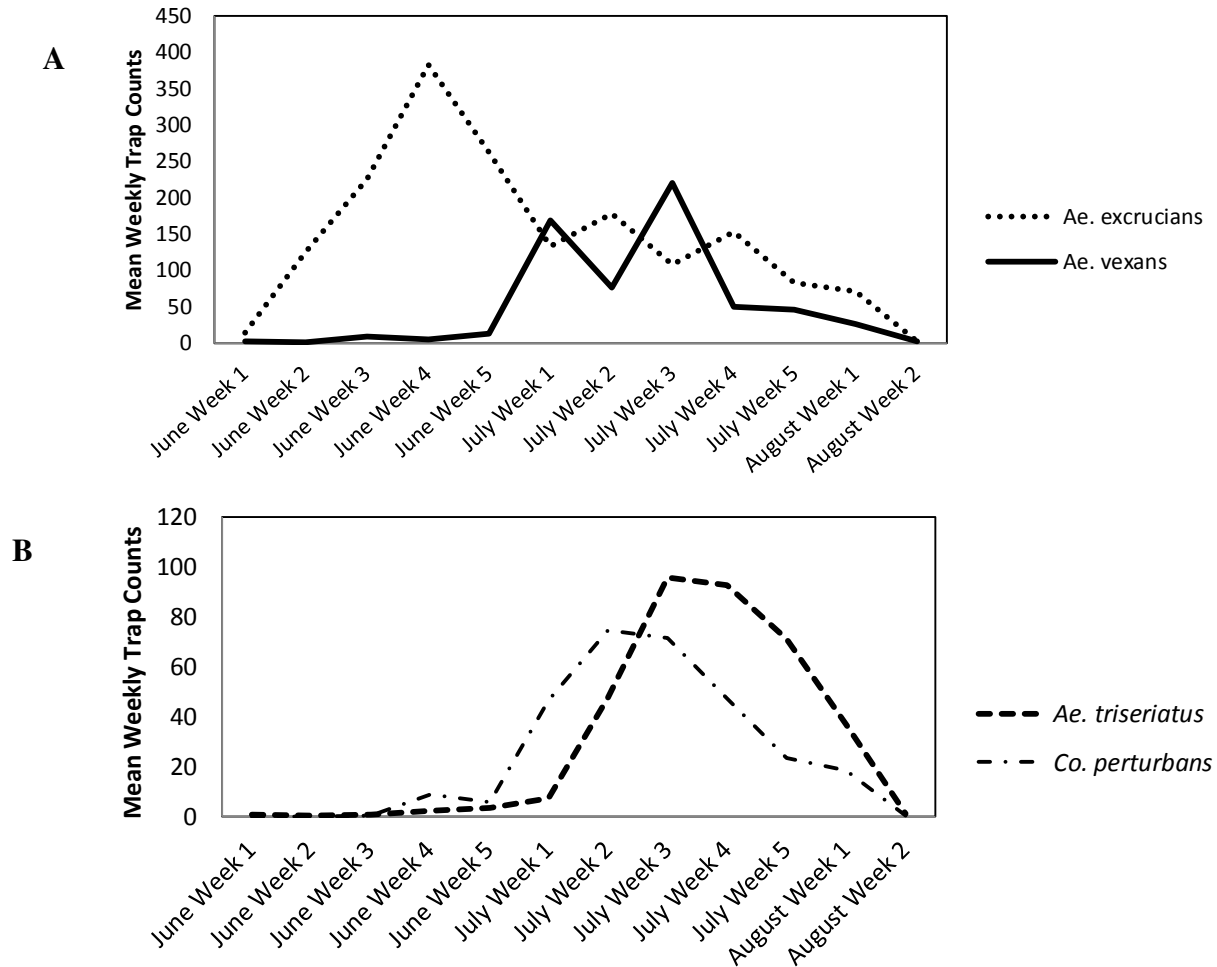 A
Mean Weekly Trap Counts
450
400
350
300
250
200
150
100
50
0
June Week 1
June Week 2
June Week 3
June Week 4
June Week 5
July Week 1
July Week 2
July Week 3
July Week 4
July Week 5
August Week 1
August Week 2
Ae. excrucians
Ae. vexans
B
Mean Weekly Trap Counts
120
100
80
60
40
20
0
June Week 1
June Week 2
June Week 3
June Week 4
June Week 5
July Week 1
July Week 2
July Week 3
July Week 4
July Week 5
August Week 1
August Week 2
Ae. triseriatus
Co. perturbans